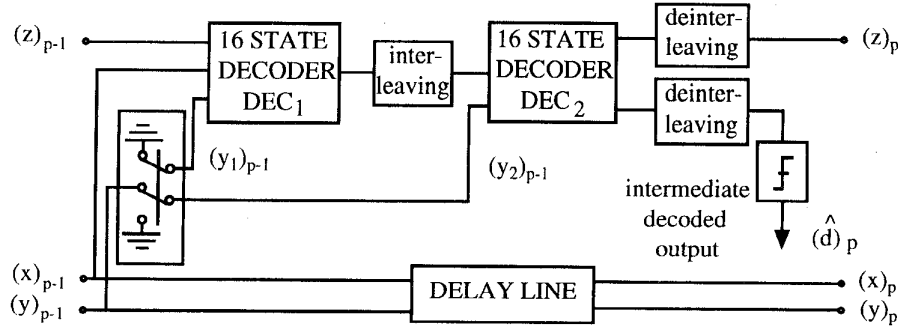 (z)p-1
16 STATE
DECODER
DEC1
inter-
leaving
16 STATE
DECODER
DEC2
deinter-
leaving
(z)p
deinter-
leaving
(y1)p-1
(y2)p-1
intermediate
decoded
output
(d̂)p
(x)p-1
(y)p-1
DELAY LINE
(x)p
(y)p